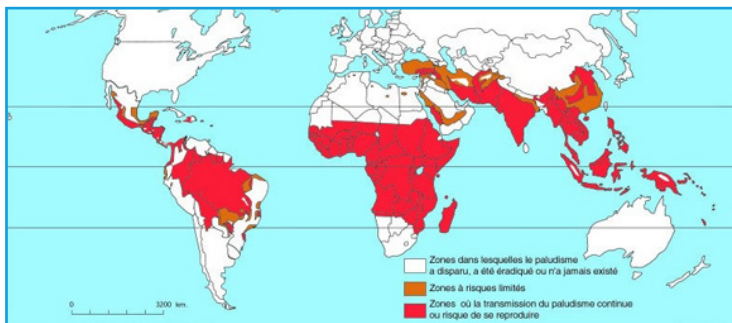 Zones dans lesquelles le paludisme
a disparu, a été éradiqué ou n'a jamais existé
Zones à risques limités
Zones où la transmission du paludisme continue
ou risque de se reproduire
0 3200 km.